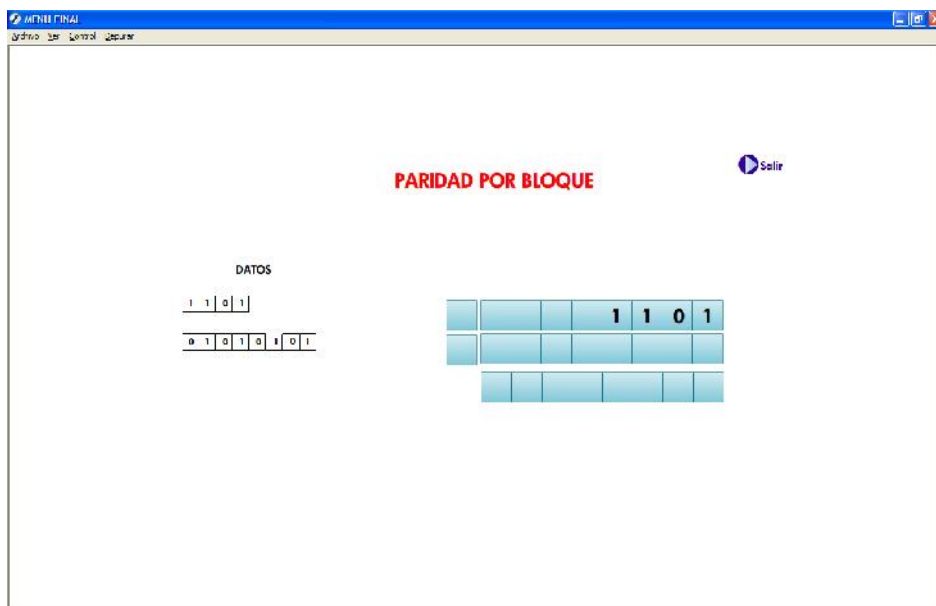 MENU FINAL
Archivo Ver Control Depurar
Salir
PARIDAD POR BLOQUE
DATOS
1 1 0 1
1 1 0 1
0 1 0 1 0 1 0 1